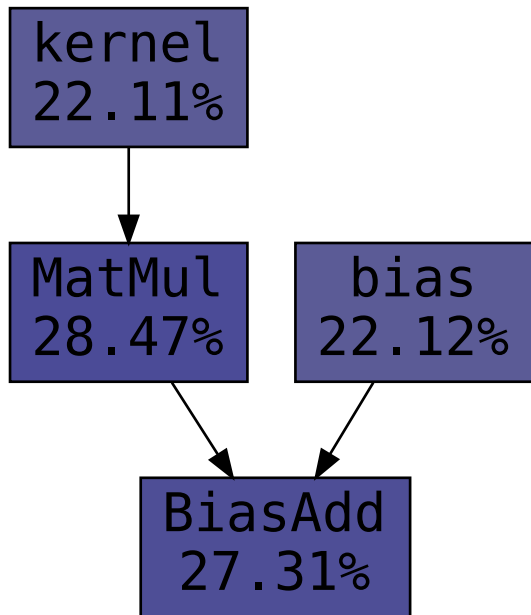 kernel
22.11%
MatMul
28.47%
bias
22.12%
BiasAdd
27.31%